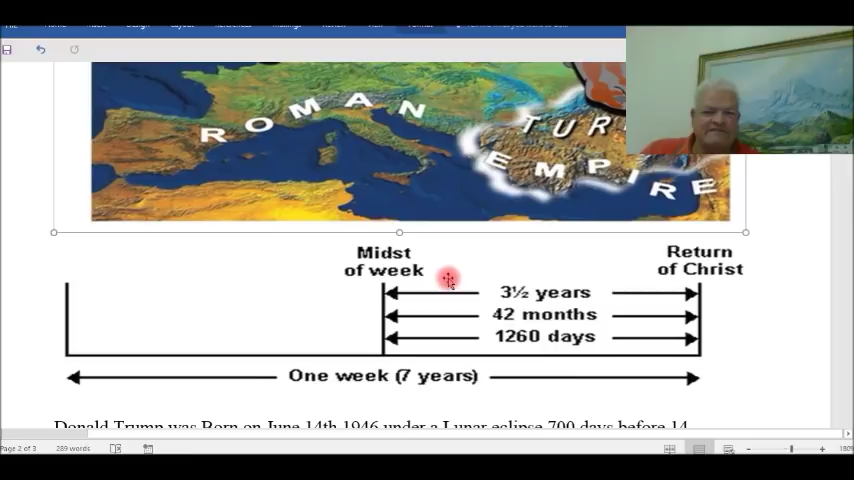 ROMAN
EMPIRE
Midst
of week
Return
of Christ
3½ years
42 months
1260 days
One week (7 years)
Donald Trump was Born on June 14th 1946 under a Lunar eclipse 700 days before 14
Page 2 of 3
289 words
180%